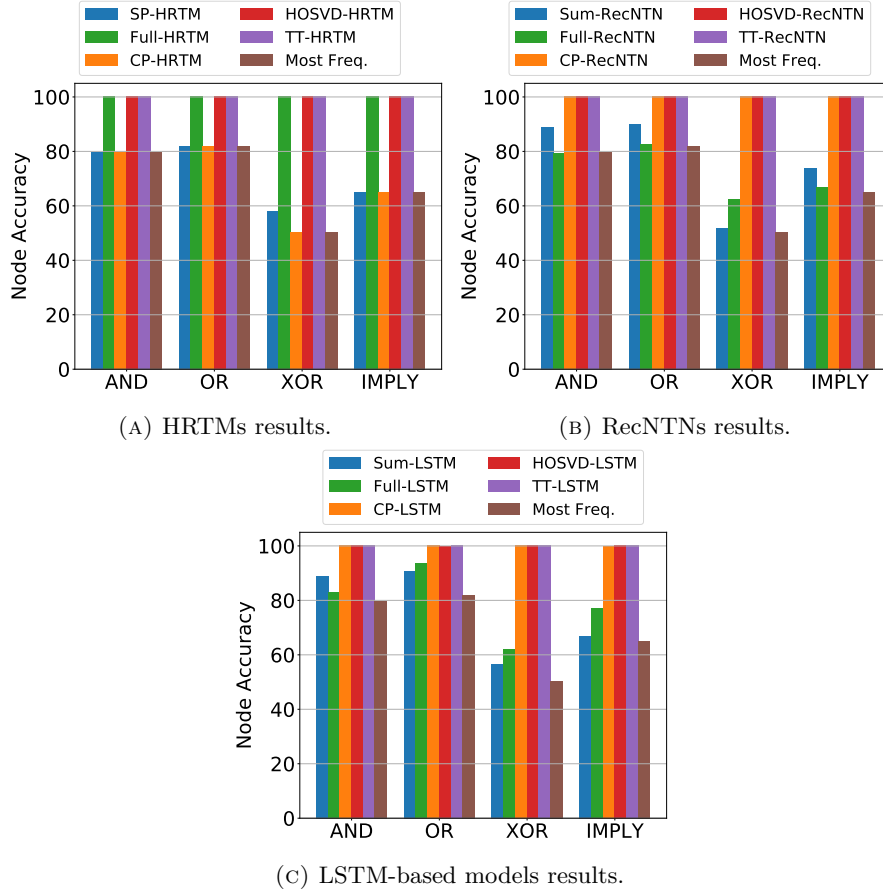 SP-HRTM HOSVD-HRTM
Full-HRTM TT-HRTM
CP-HRTM Most Freq.
Sum-RecNTN HOSVD-RecNTN
Full-RecNTN TT-RecNTN
CP-RecNTN Most Freq.
Node Accuracy
100
80
60
40
20
0
AND OR XOR IMPLY
Node Accuracy
100
80
60
40
20
0
AND OR XOR IMPLY
(A) HRTMs results.
(B) RecNTNs results.
Sum-LSTM HOSVD-LSTM
Full-LSTM TT-LSTM
CP-LSTM Most Freq.
Node Accuracy
100
80
60
40
20
0
AND OR XOR IMPLY
(C) LSTM-based models results.